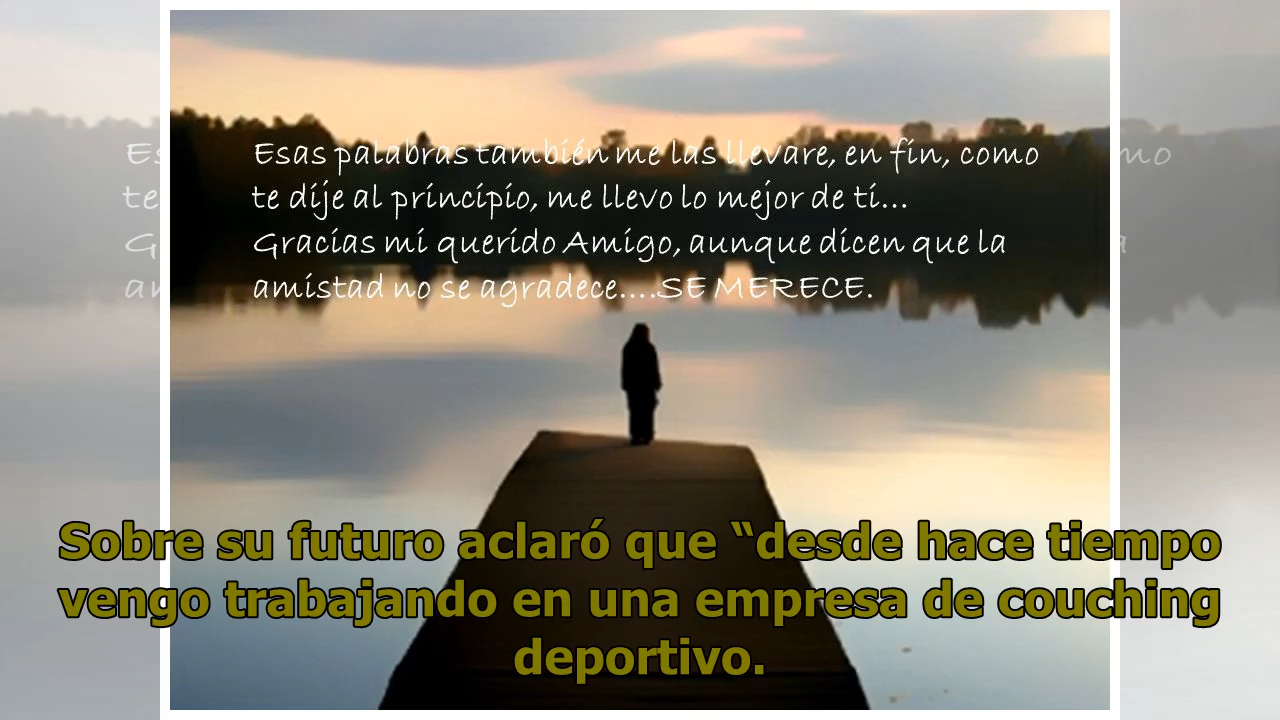 Esas palabras también me las llevare, en fin, como
te dije al principio, me llevo lo mejor de ti...
Gracias mi querido Amigo, aunque dicen que la
amistad no se agradece....SE MERECE.
Sobre su futuro aclaró que “desde hace tiempo
vengo trabajando en una empresa de couching
deportivo.